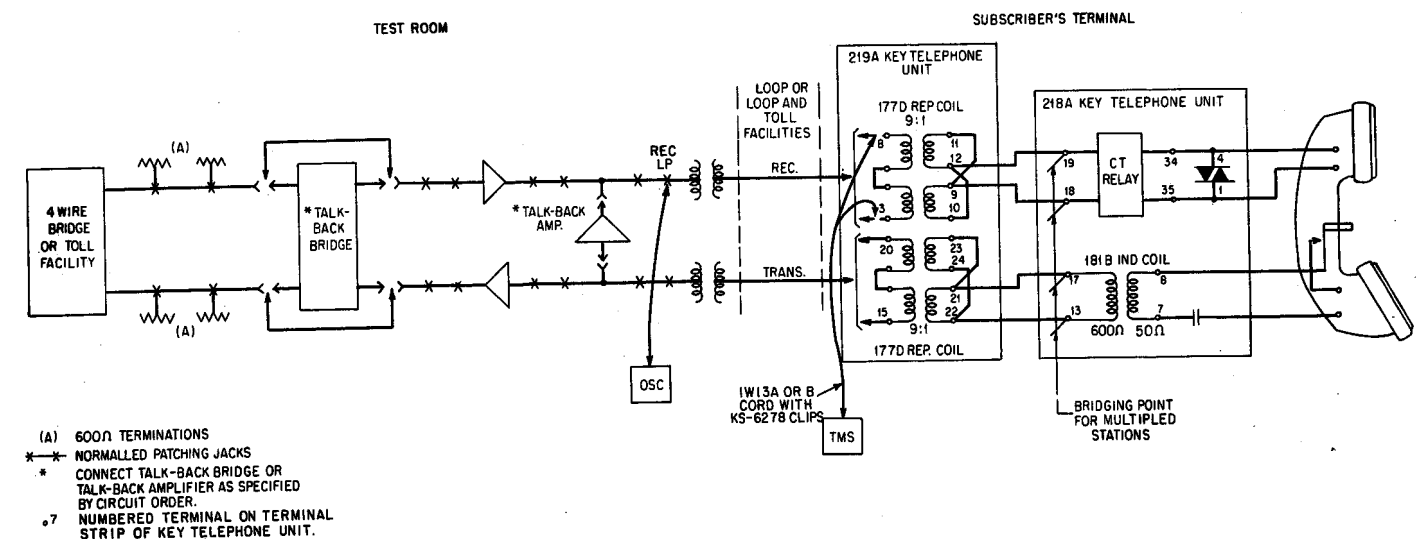 TEST ROOM
SUBSCRIBER'S TERMINAL
219A KEY TELEPHONE
UNIT
LOOP OR
LOOP AND
TOLL
FACILITIES
177D REP COIL
9:1
218A KEY TELEPHONE UNIT
(A)
REC
LP
REC.
8
11
12
9
10
3
19
18
CT
RELAY
34
35
4
1
4 WIRE
BRIDGE
OR TOLL
FACILITY
* TALK-
BACK
BRIDGE
* TALK-BACK
AMP.
(A)
TRANS.
20
15
23
24
21
22
9:1
177D REP. COIL
17
13
181B IND COIL
600Ω 50Ω
8
7
OSC
1W13A OR B
CORD WITH
KS-6278 CLIPS
TMS
BRIDGING POINT
FOR MULTIPLED
STATIONS
(A) 600Ω TERMINATIONS
NORMALLED PATCHING JACKS
* CONNECT TALK-BACK BRIDGE OR
TALK-BACK AMPLIFIER AS SPECIFIED
BY CIRCUIT ORDER.
7 NUMBERED TERMINAL ON TERMINAL
STRIP OF KEY TELEPHONE UNIT.